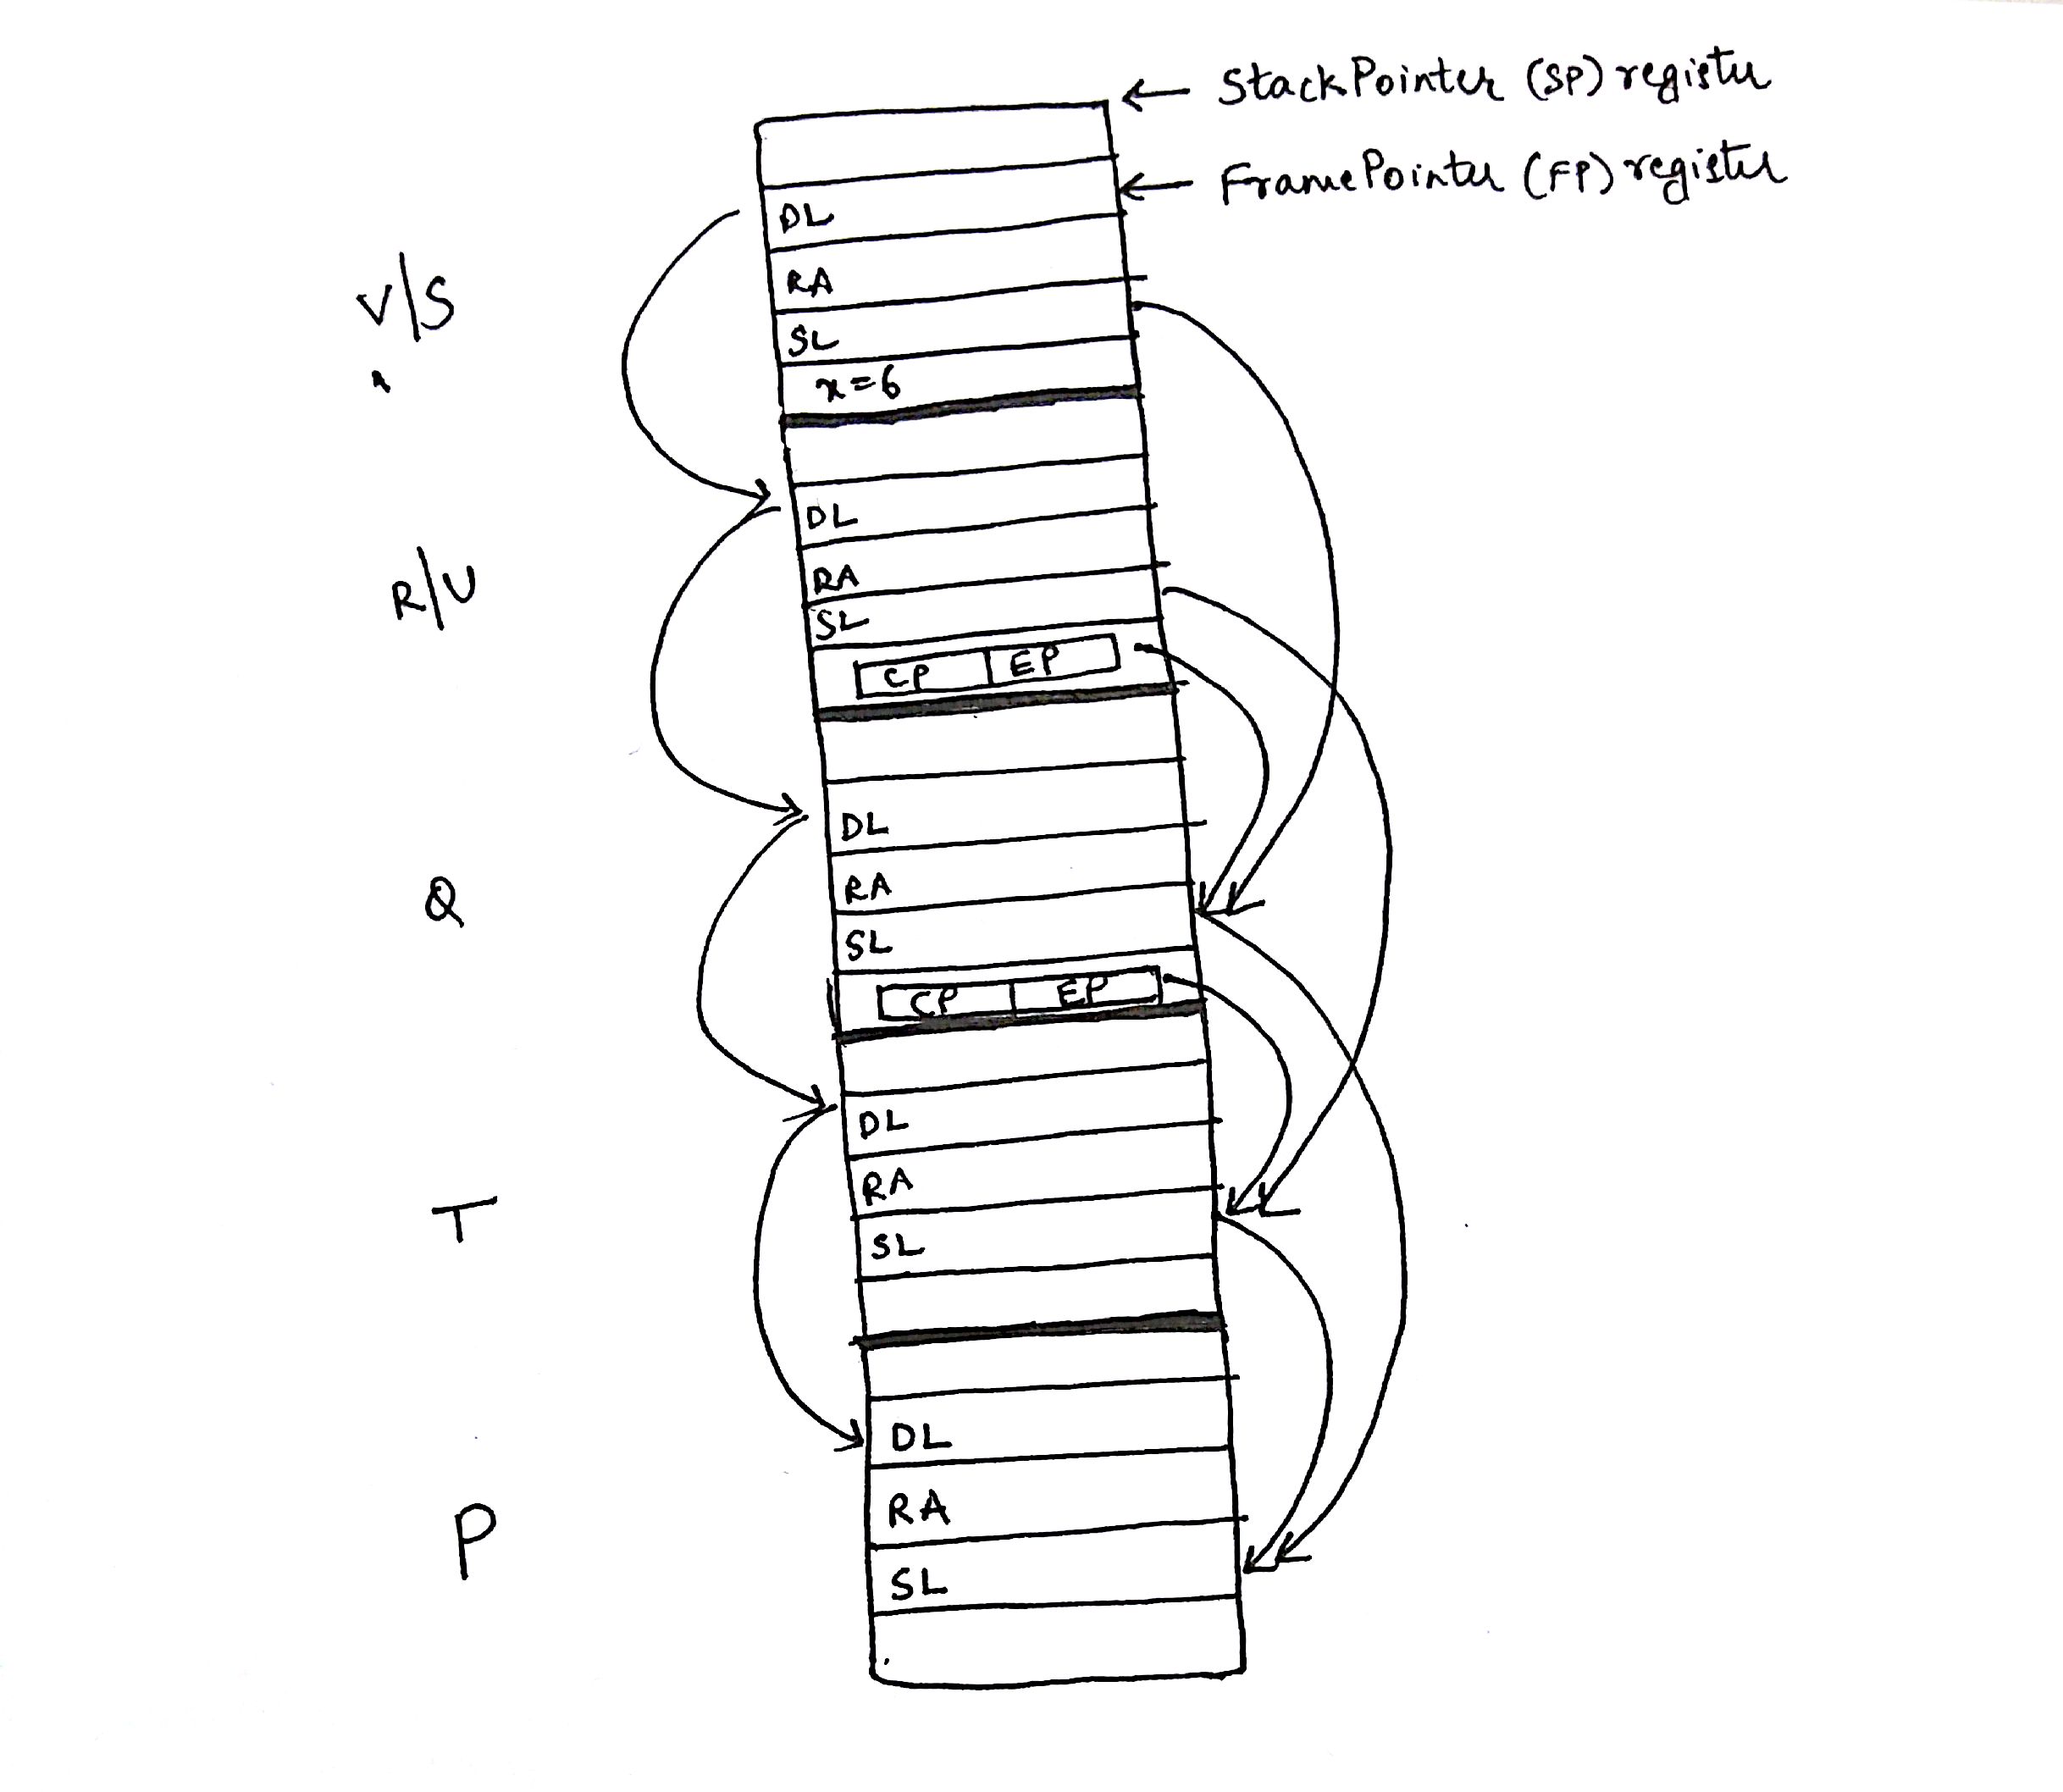 ← StackPointer (SP) register
← FramePointer (FP) register
DL
RA
V/S
SL
x=6
DL
RA
R/U
SL
CP EP
DL
RA
Q
SL
CP EP
DL
RA
T
SL
DL
RA
P
SL